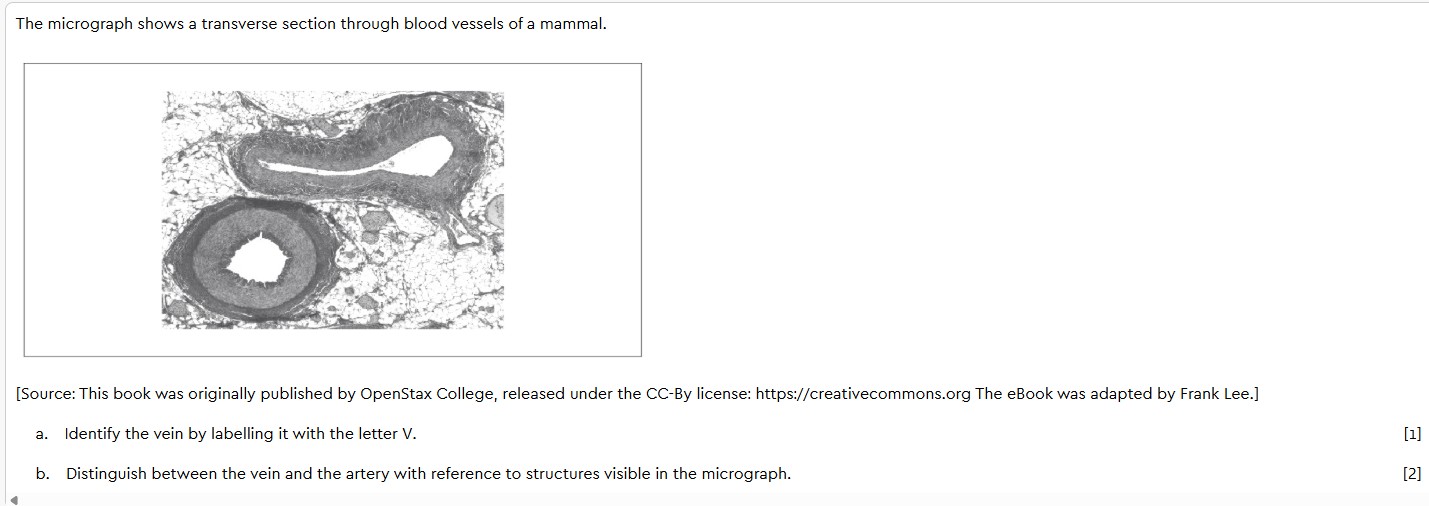 The micrograph shows a transverse section through blood vessels of a mammal.
[Source: This book was originally published by OpenStax College, released under the CC-By license: https://creativecommons.org The eBook was adapted by Frank Lee.]
a. Identify the vein by labelling it with the letter V. [1]
b. Distinguish between the vein and the artery with reference to structures visible in the micrograph. [2]